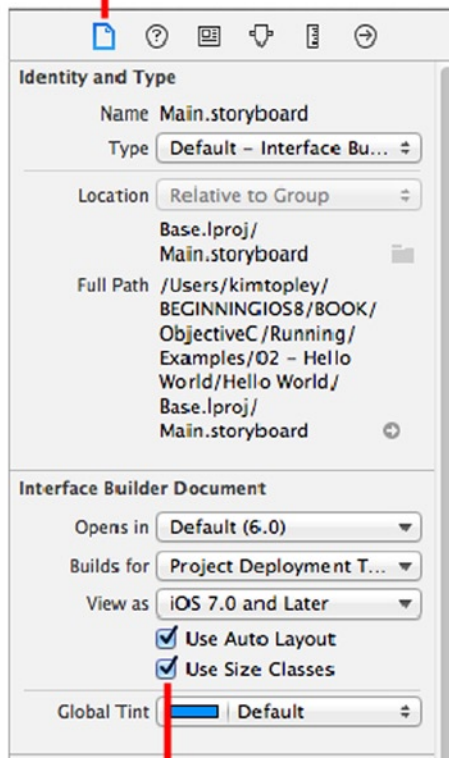 Identity and Type
Name Main.storyboard
Type Default – Interface Bu...
Location Relative to Group
Base.lproj/
Main.storyboard
Full Path /Users/kimtopley/
BEGINNINGIOS8/BOOK/
ObjectiveC/Running/
Examples/02 – Hello
World/Hello World/
Base.lproj/
Main.storyboard
Interface Builder Document
Opens in Default (6.0)
Builds for Project Deployment T...
View as iOS 7.0 and Later
Use Auto Layout
Use Size Classes
Global Tint Default